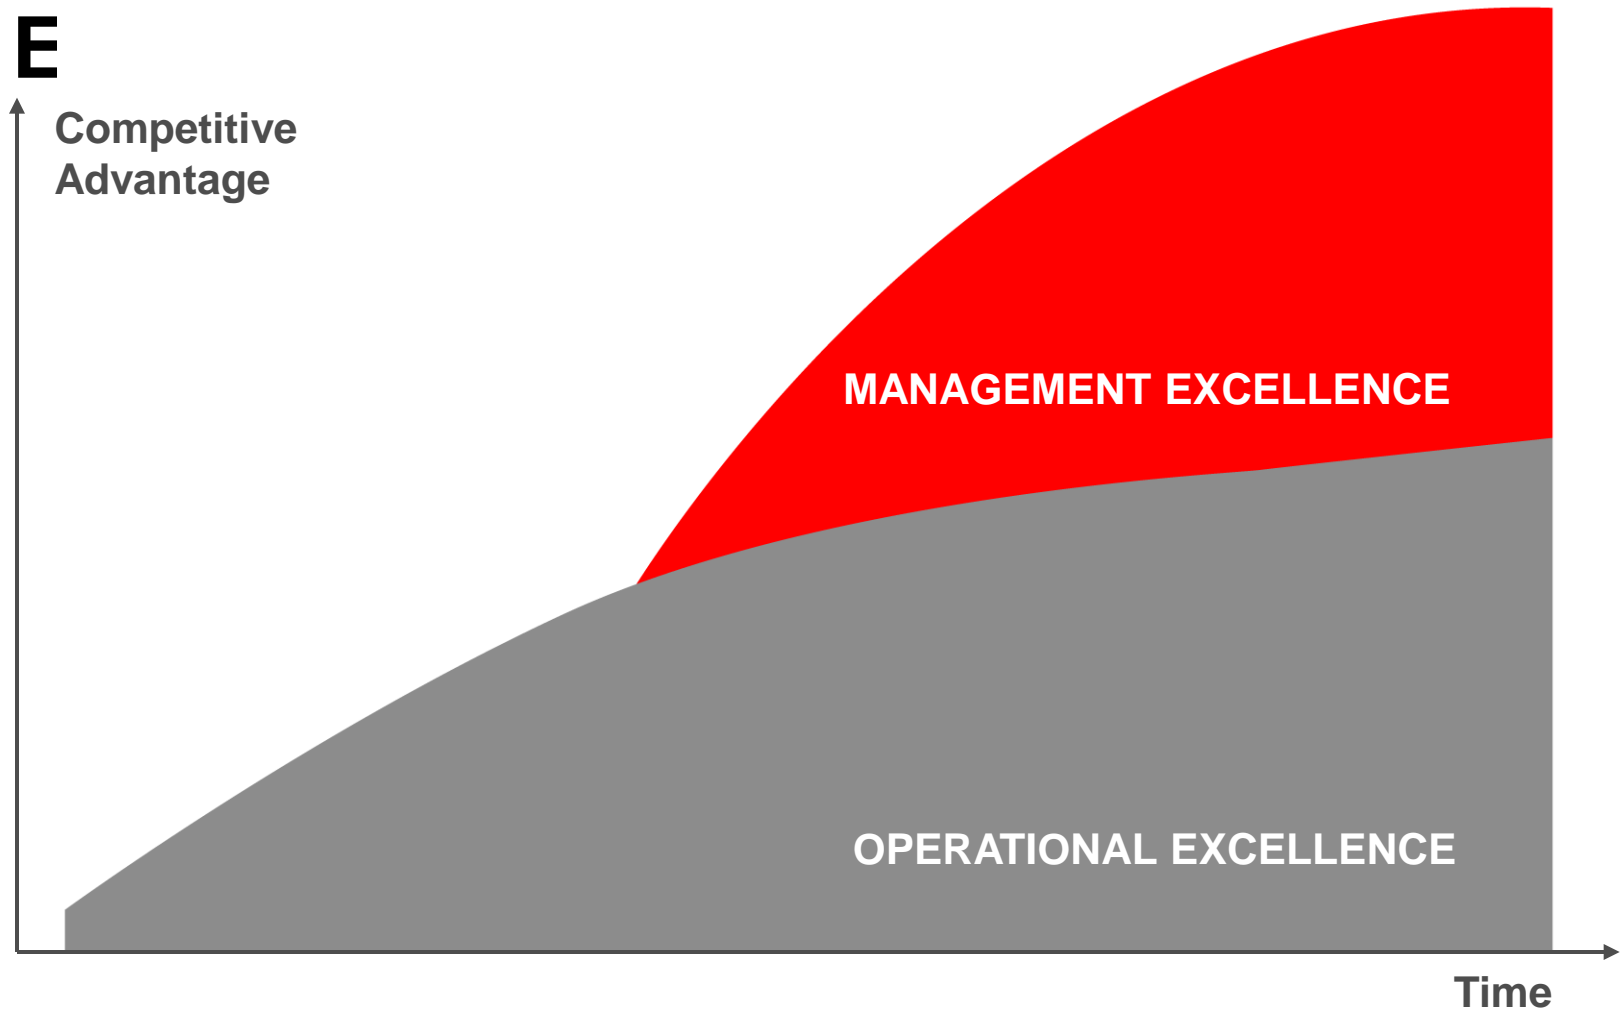 E
Competitive
Advantage
MANAGEMENT EXCELLENCE
OPERATIONAL EXCELLENCE
Time